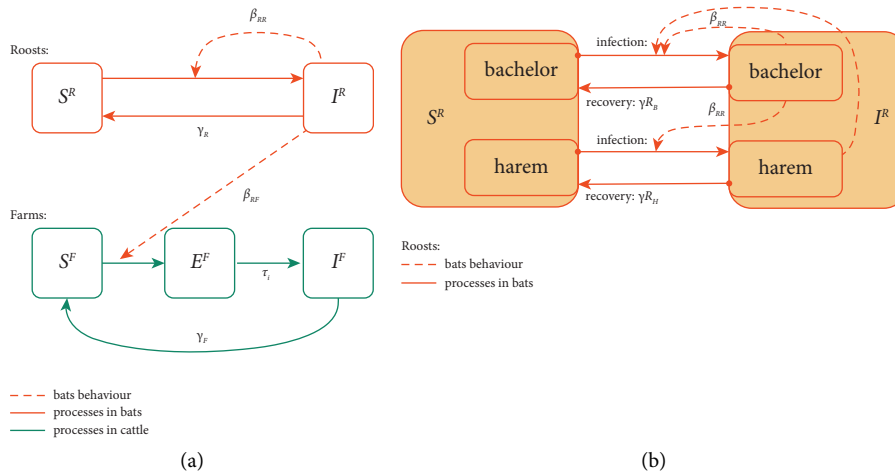 β_RR
Roosts:
S^R
I^R
γ_R
β_RF
Farms:
S^F
E^F
I^F
τ_i
γ_F
bats behaviour
processes in bats
processes in cattle
(a)
β_RR
infection:
bachelor
bachelor
recovery: γR_B
S^R
I^R
β_RR
infection:
harem
harem
recovery: γR_H
Roosts:
bats behaviour
processes in bats
(b)